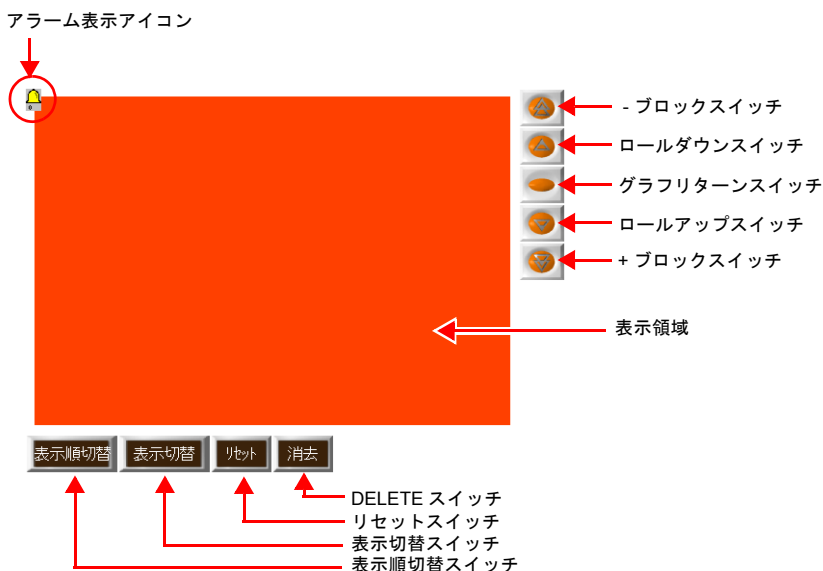 アラーム表示アイコン
- ブロックスイッチ
ロールダウンスイッチ
グラフリターンスイッチ
ロールアップスイッチ
+ ブロックスイッチ
表示領域
表示順切替 表示切替 リセット 消去
DELETE スイッチ
リセットスイッチ
表示切替スイッチ
表示順切替スイッチ